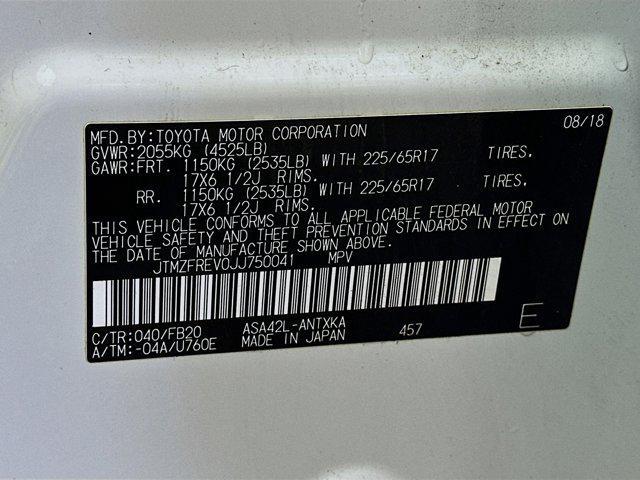 MFD.BY:TOYOTA MOTOR CORPORATION 08/18
GVWR:2055KG (4525LB)
GAWR:FRT. 1150KG (2535LB) WITH 225/65R17 TIRES,
17X6 1/2J RIMS.
RR. 1150KG (2535LB) WITH 225/65R17 TIRES,
17X6 1/2J RIMS.
THIS VEHICLE CONFORMS TO ALL APPLICABLE FEDERAL MOTOR
VEHICLE SAFETY AND THEFT PREVENTION STANDARDS IN EFFECT ON
THE DATE OF MANUFACTURE SHOWN ABOVE.
JTMZFREV0JJ750041 MPV
C/TR:040/FB20 ASA42L-ANTXKA 457 E
A/TM:-04A/U760E MADE IN JAPAN